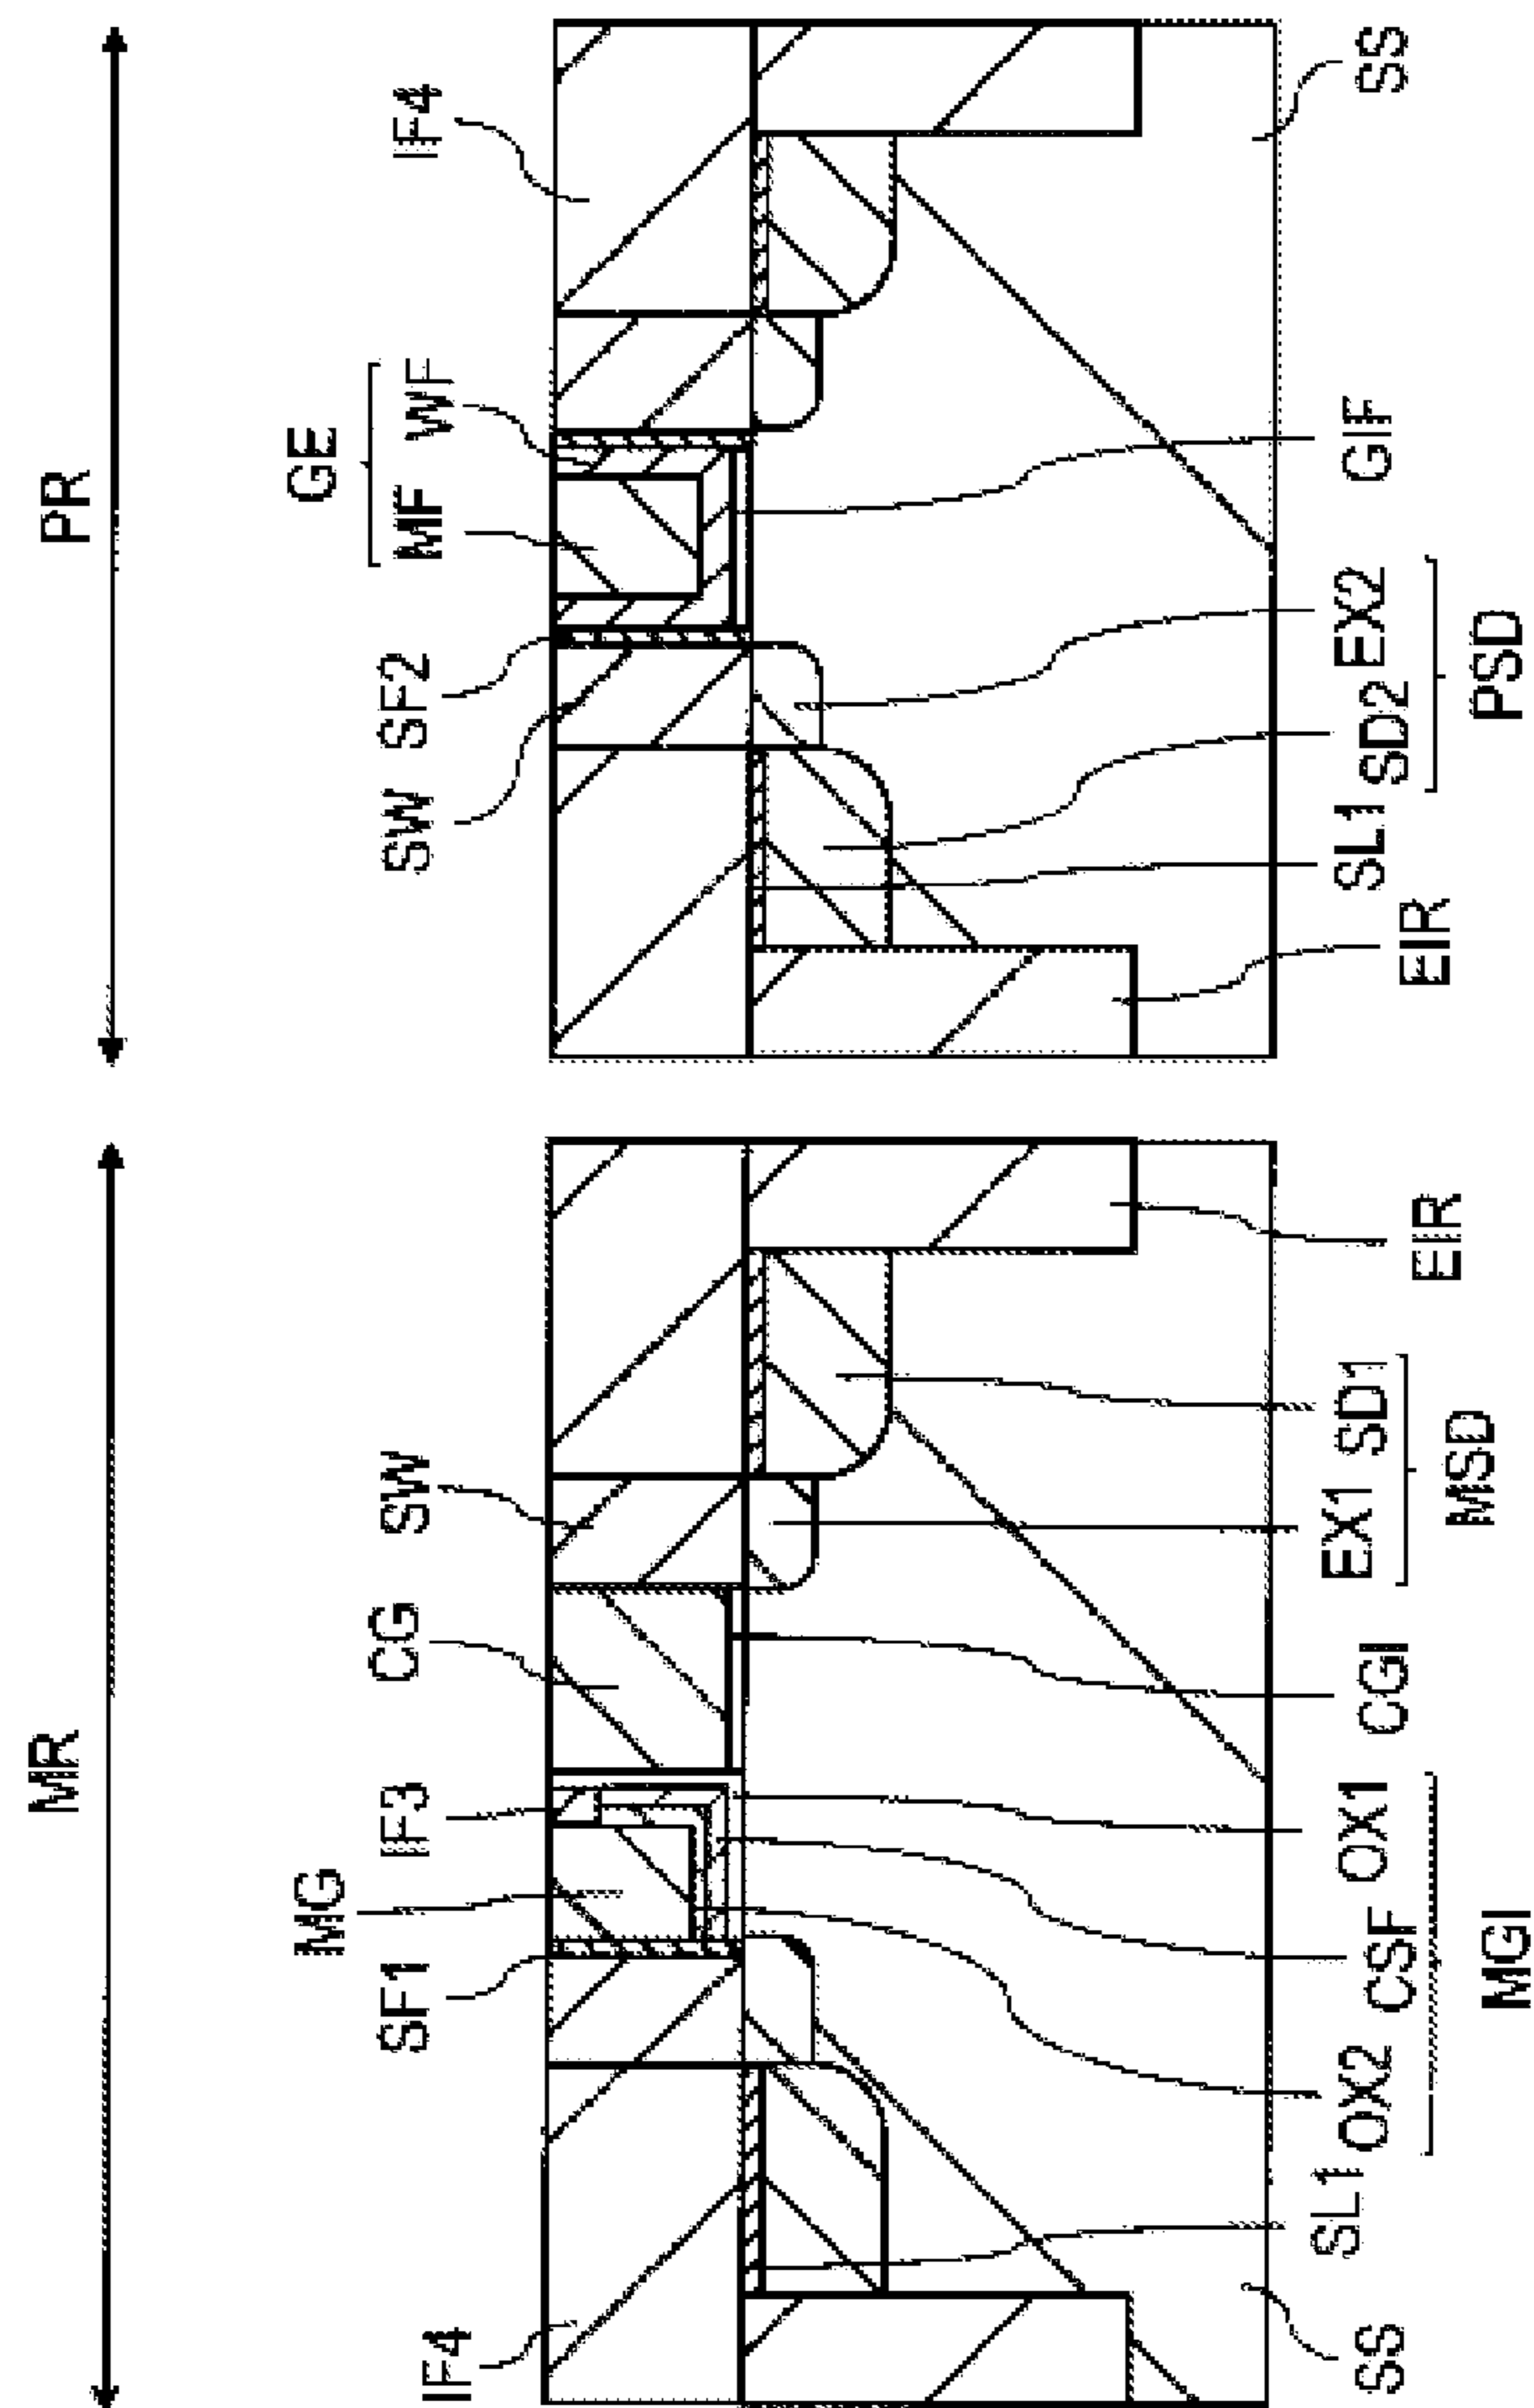 MR PR
MG GE
IF4 SF1 IF3 CG SW SW SF2 MF WF IF4
SS SL1 OX2 CSF OX1 CGI EX1 SD1 EIR EIR SL1 SD2 EX2 GIF SS
MGI MSD PSD